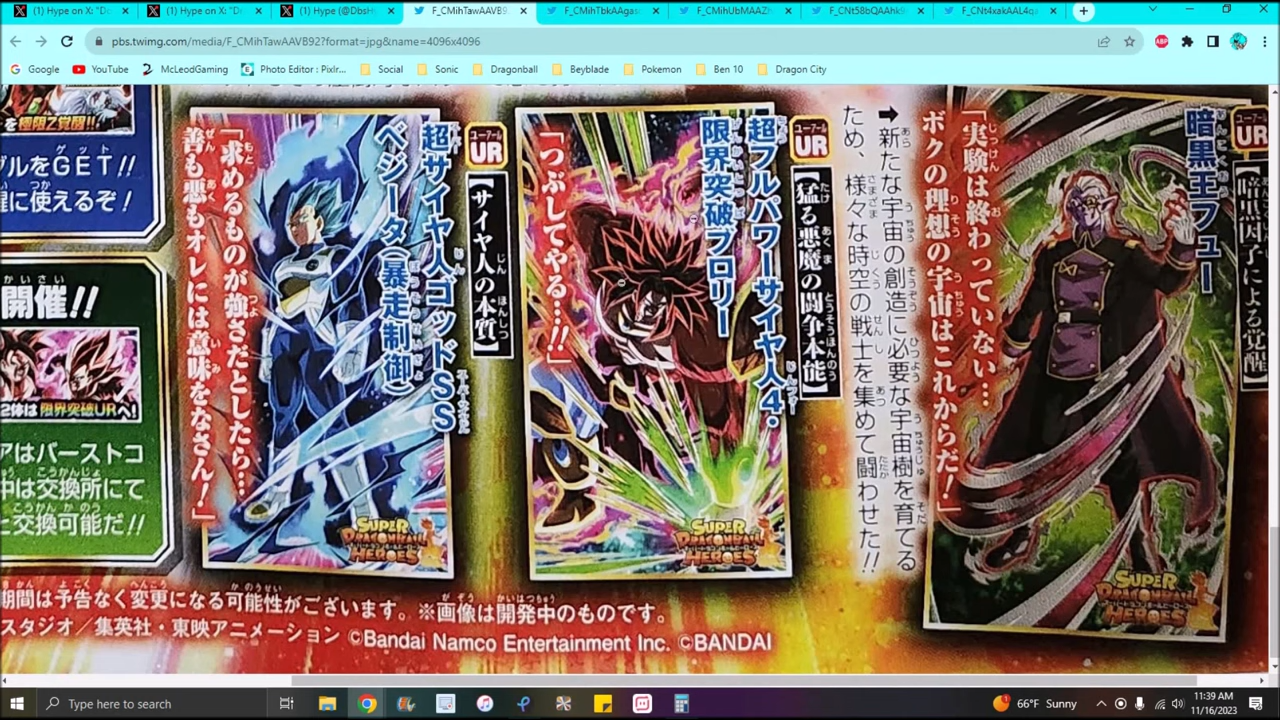 (1) Hype on X: "Dc
(1) Hype on X: "Dc
(1) Hype (@DbsHy
F_CMihTawAAVB9
F_CMihTbkAAgas
F_CMihUbMAAZ
F_CNt58bQAAhk
F_CNt4xakAAL4q
pbs.twimg.com/media/F_CMihTawAAVB92?format=jpg&name=4096x4096
Google
YouTube
McLeodGaming
Photo Editor : Pixlr...
Social
Sonic
Dragonball
Beyblade
Pokemon
Ben 10
Dragon City
暗黒王フュー
UR
【暗黒因子による覚醒】
「実験は終わっていない…
ボクの理想の宇宙はこれからだ!」
➡新たな宇宙の創造に必要な宇宙樹を育てる
ため、様々な時空の戦士を集めて闘わせた!!
UR
【猛る悪魔の闘争本能】
超フルパワーサイヤ人4・
限界突破ブロリー
「つぶしてやる…!!」
UR
【サイヤ人の本質】
超サイヤ人ゴッドSS
ベジータ(暴走制御)
「求めるものが強さだとしたら…
善も悪もオレには意味をなさん!」
SUPER DRAGONBALL HEROES
SUPER DRAGONBALL HEROES
SUPER DRAGONBALL HEROES
を極限Z覚醒!!
ルをGET!!
に使えるぞ!
開催!!
2体は限界突破URへ!
アはバーストコ
中は交換所にて
と交換可能だ!!
期間は予告なく変更になる可能性がございます。※画像は開発中のものです。
スタジオ/集英社・東映アニメーション ©Bandai Namco Entertainment Inc. ©BANDAI
Type here to search
66°F Sunny
11:39 AM
11/16/2023